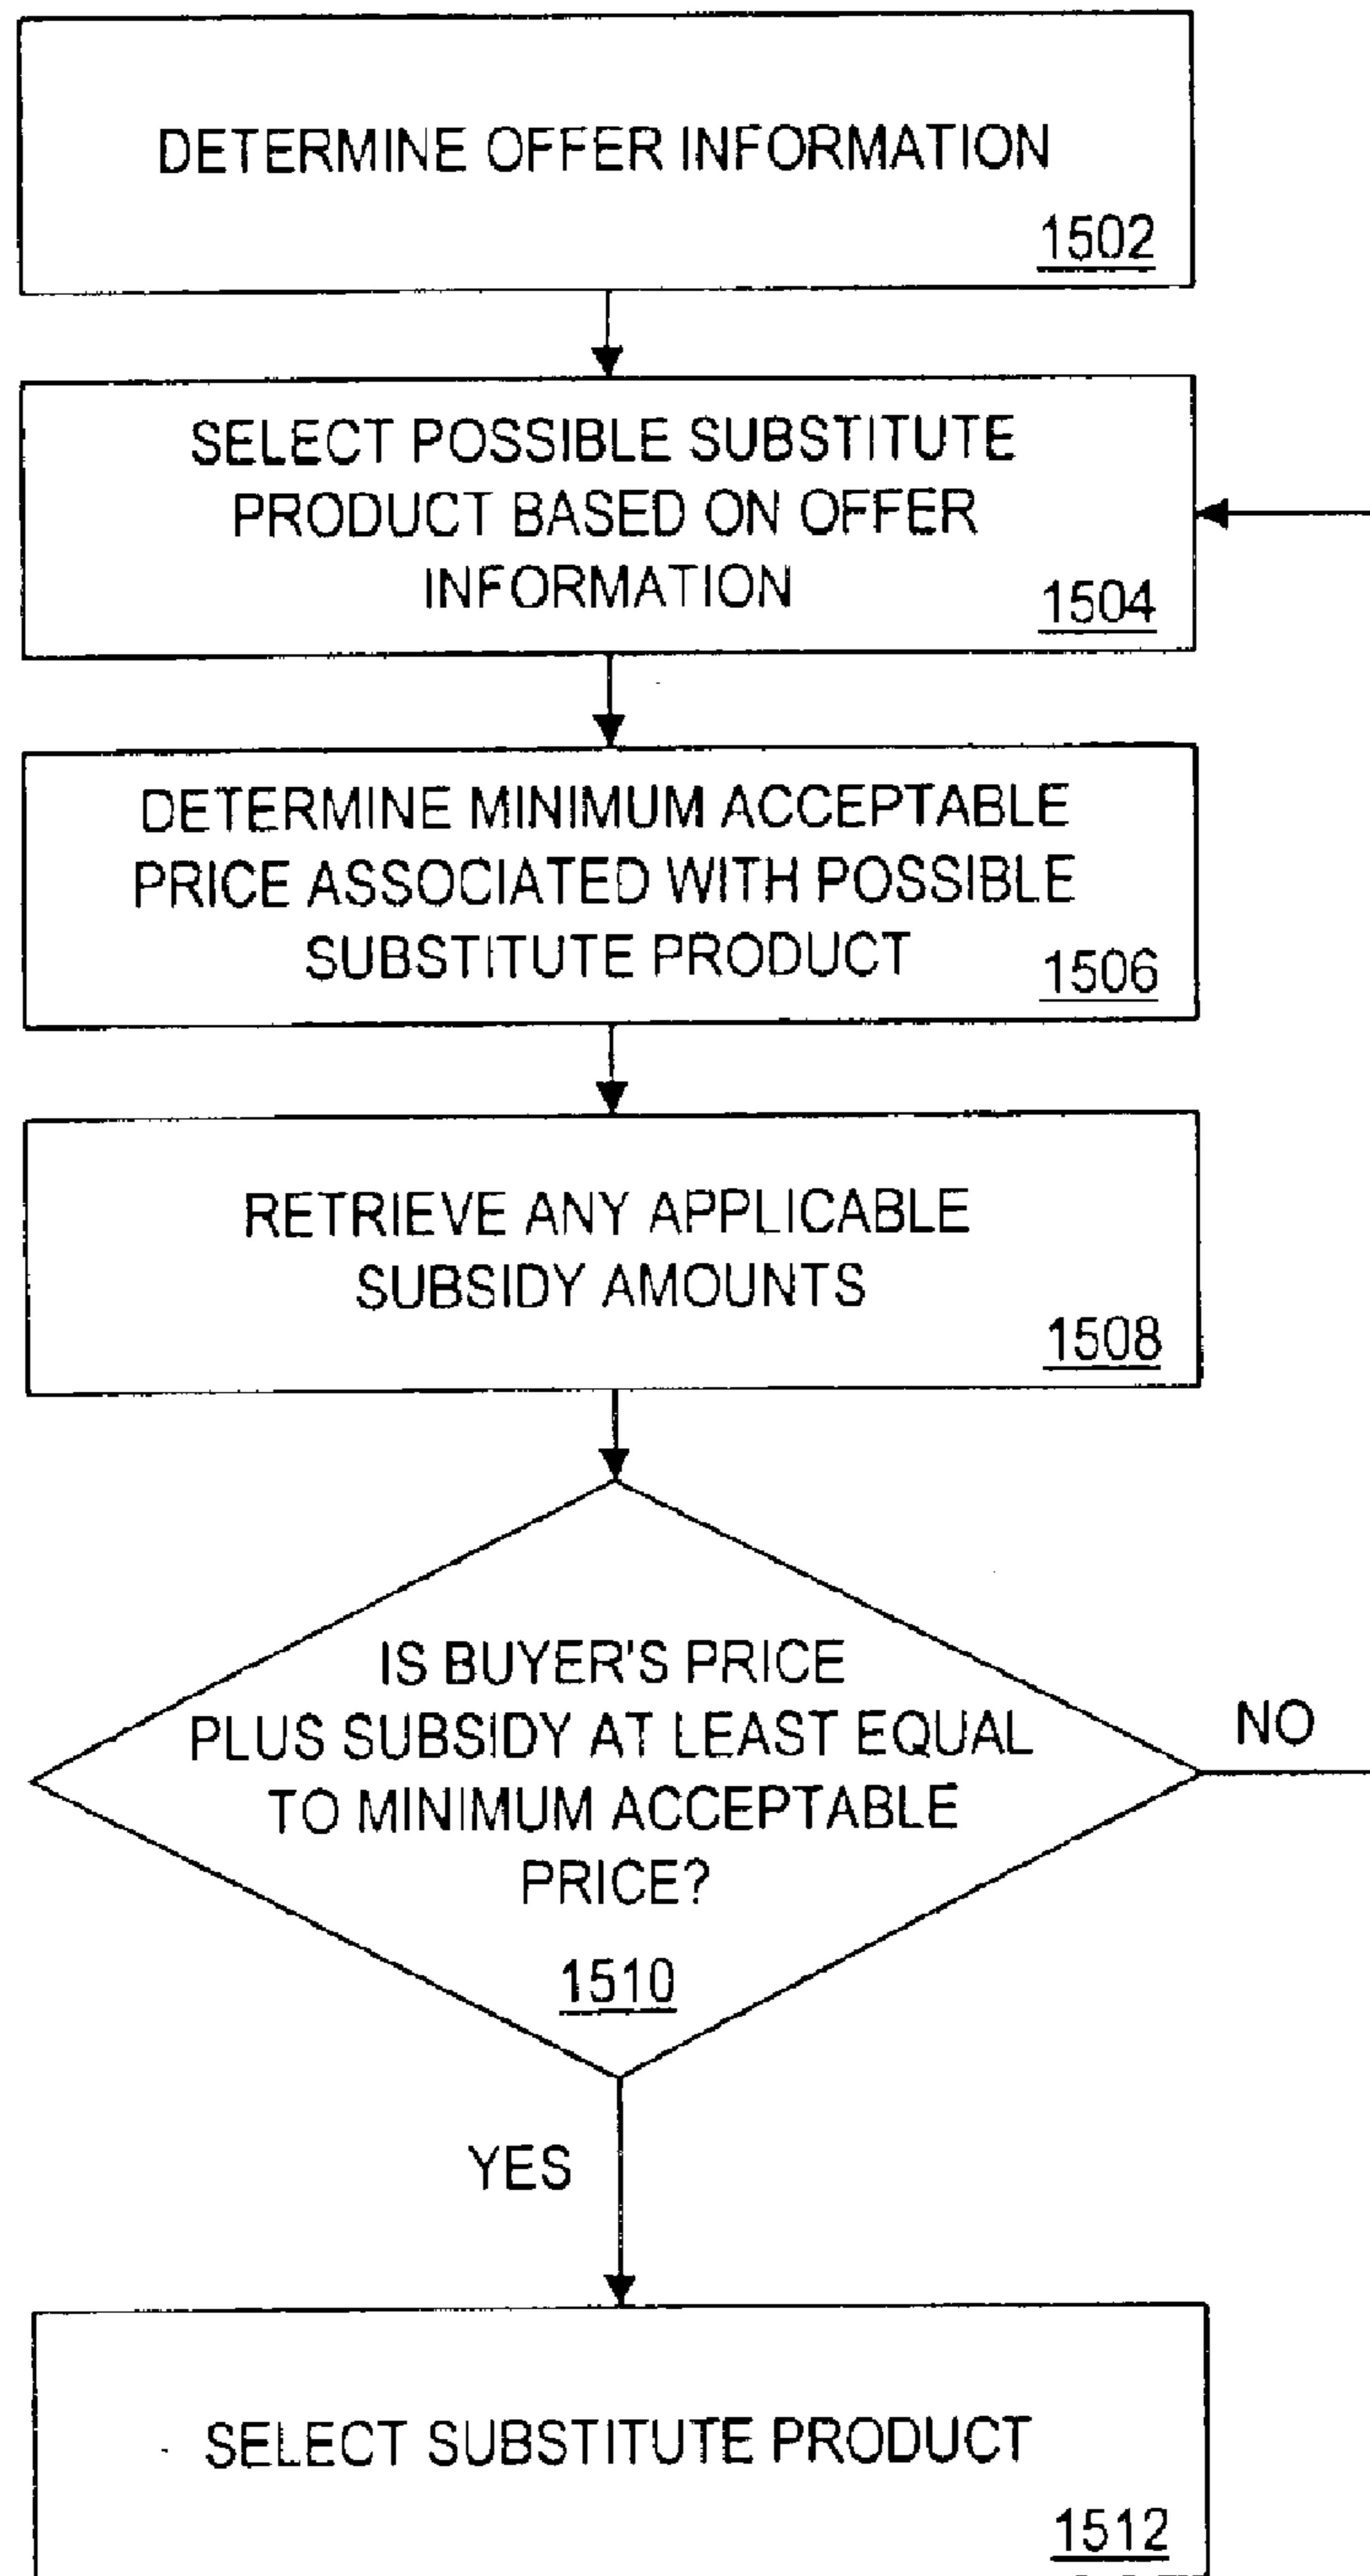 DETERMINE OFFER INFORMATION
1502
SELECT POSSIBLE SUBSTITUTE
PRODUCT BASED ON OFFER
INFORMATION
1504
DETERMINE MINIMUM ACCEPTABLE
PRICE ASSOCIATED WITH POSSIBLE
SUBSTITUTE PRODUCT
1506
RETRIEVE ANY APPLICABLE
SUBSIDY AMOUNTS
1508
IS BUYER'S PRICE
PLUS SUBSIDY AT LEAST EQUAL
TO MINIMUM ACCEPTABLE
PRICE?
1510
NO
YES
SELECT SUBSTITUTE PRODUCT
1512